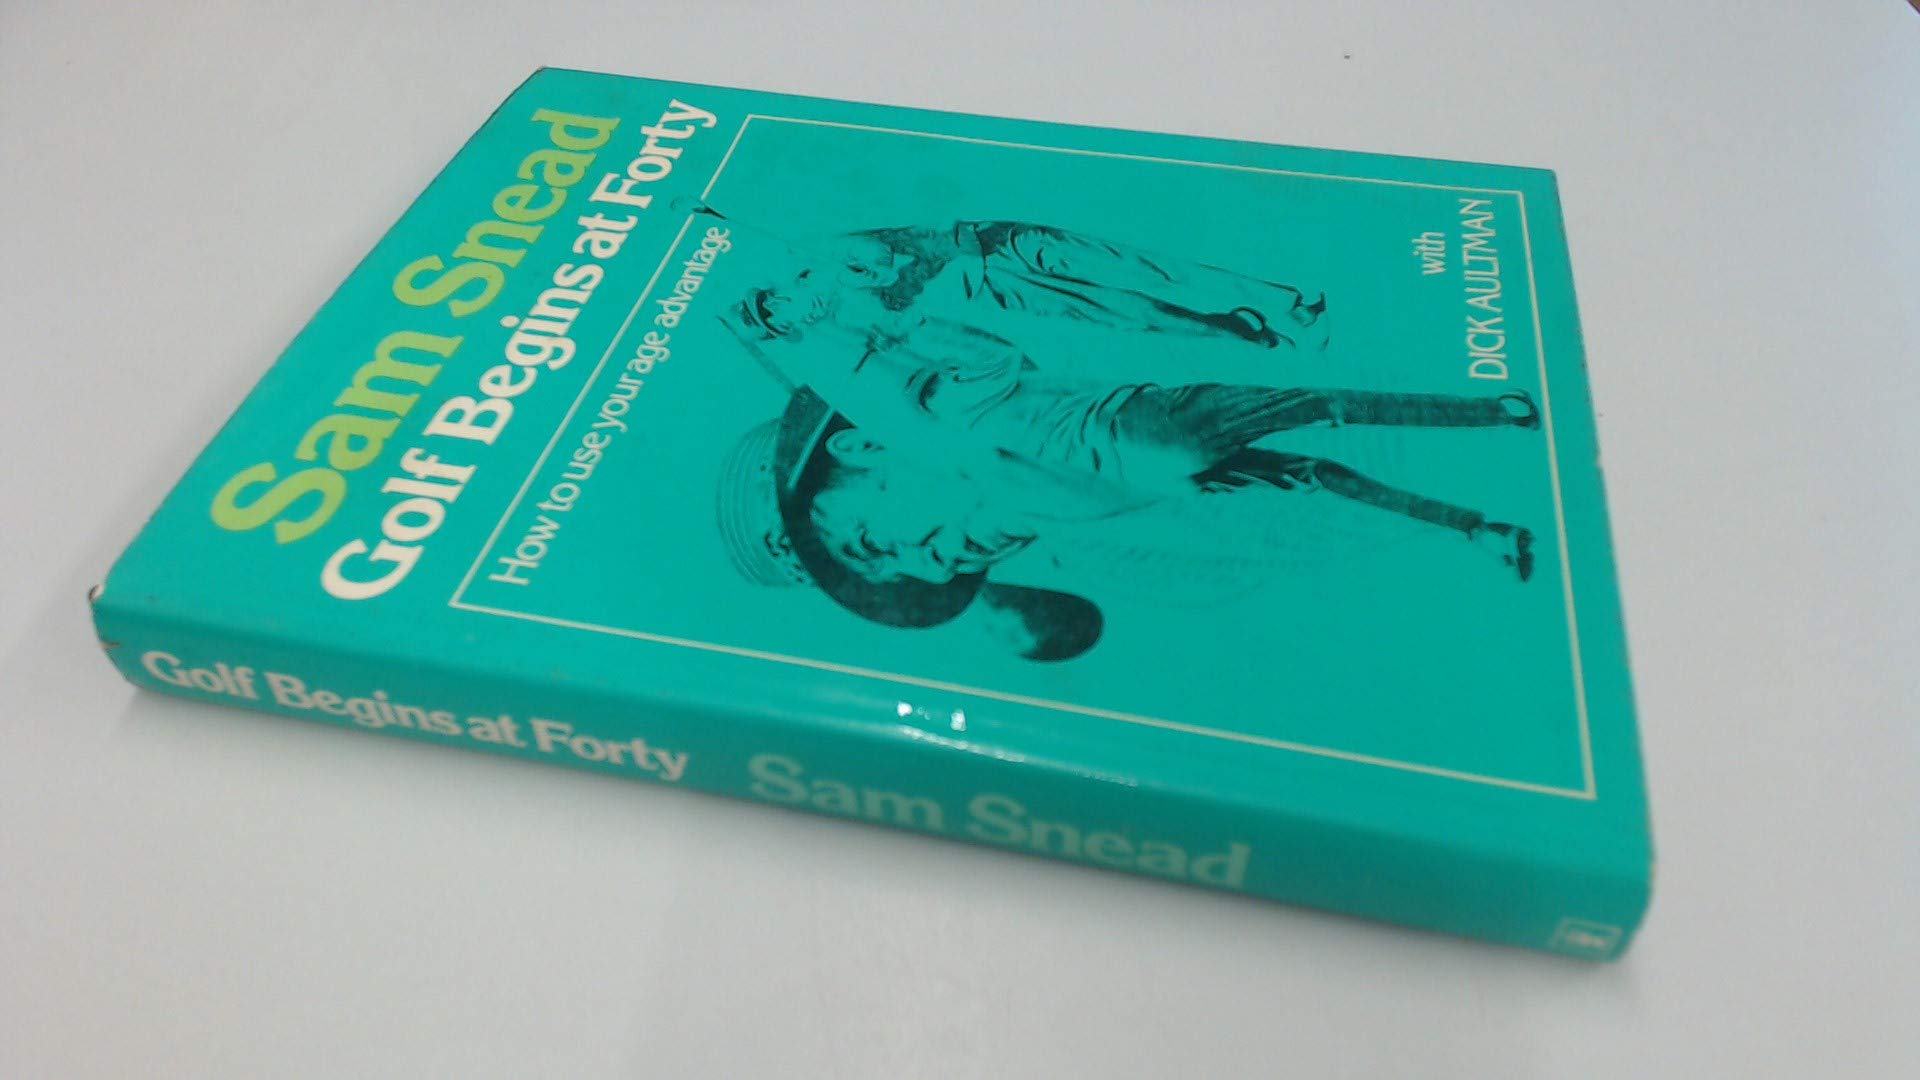 Sam Snead
Golf Begins at Forty
How to use your age advantage
with
DICK AULTMAN
Golf Begins at Forty Sam Snead